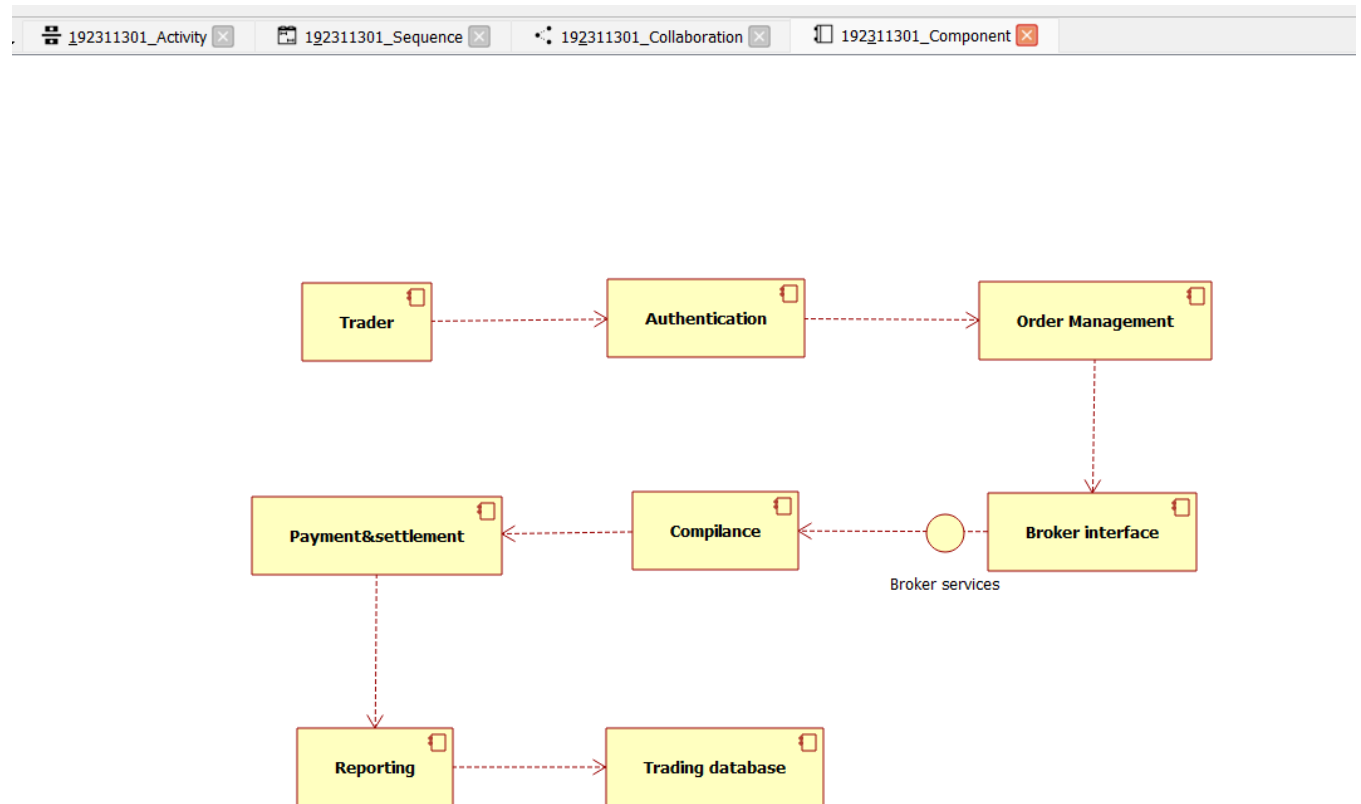 192311301_Activity
192311301_Sequence
192311301_Collaboration
192311301_Component
Trader
Authentication
Order Management
Payment&settlement
Compilance
Broker interface
Broker services
Reporting
Trading database